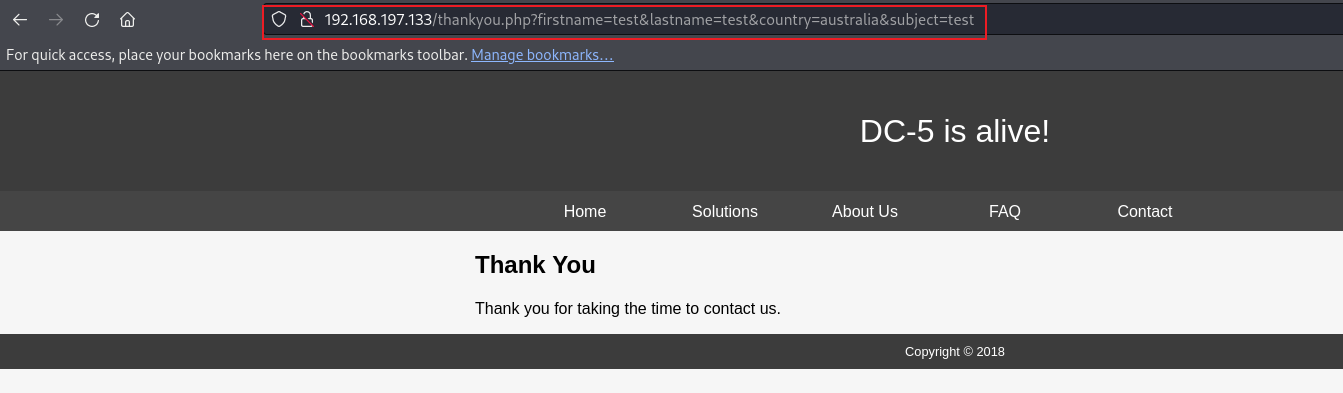 192.168.197.133/thankyou.php?firstname=test&lastname=test&country=australia&subject=test
For quick access, place your bookmarks here on the bookmarks toolbar. Manage bookmarks…
DC-5 is alive!
Home Solutions About Us FAQ Contact
Thank You
Thank you for taking the time to contact us.
Copyright © 2018